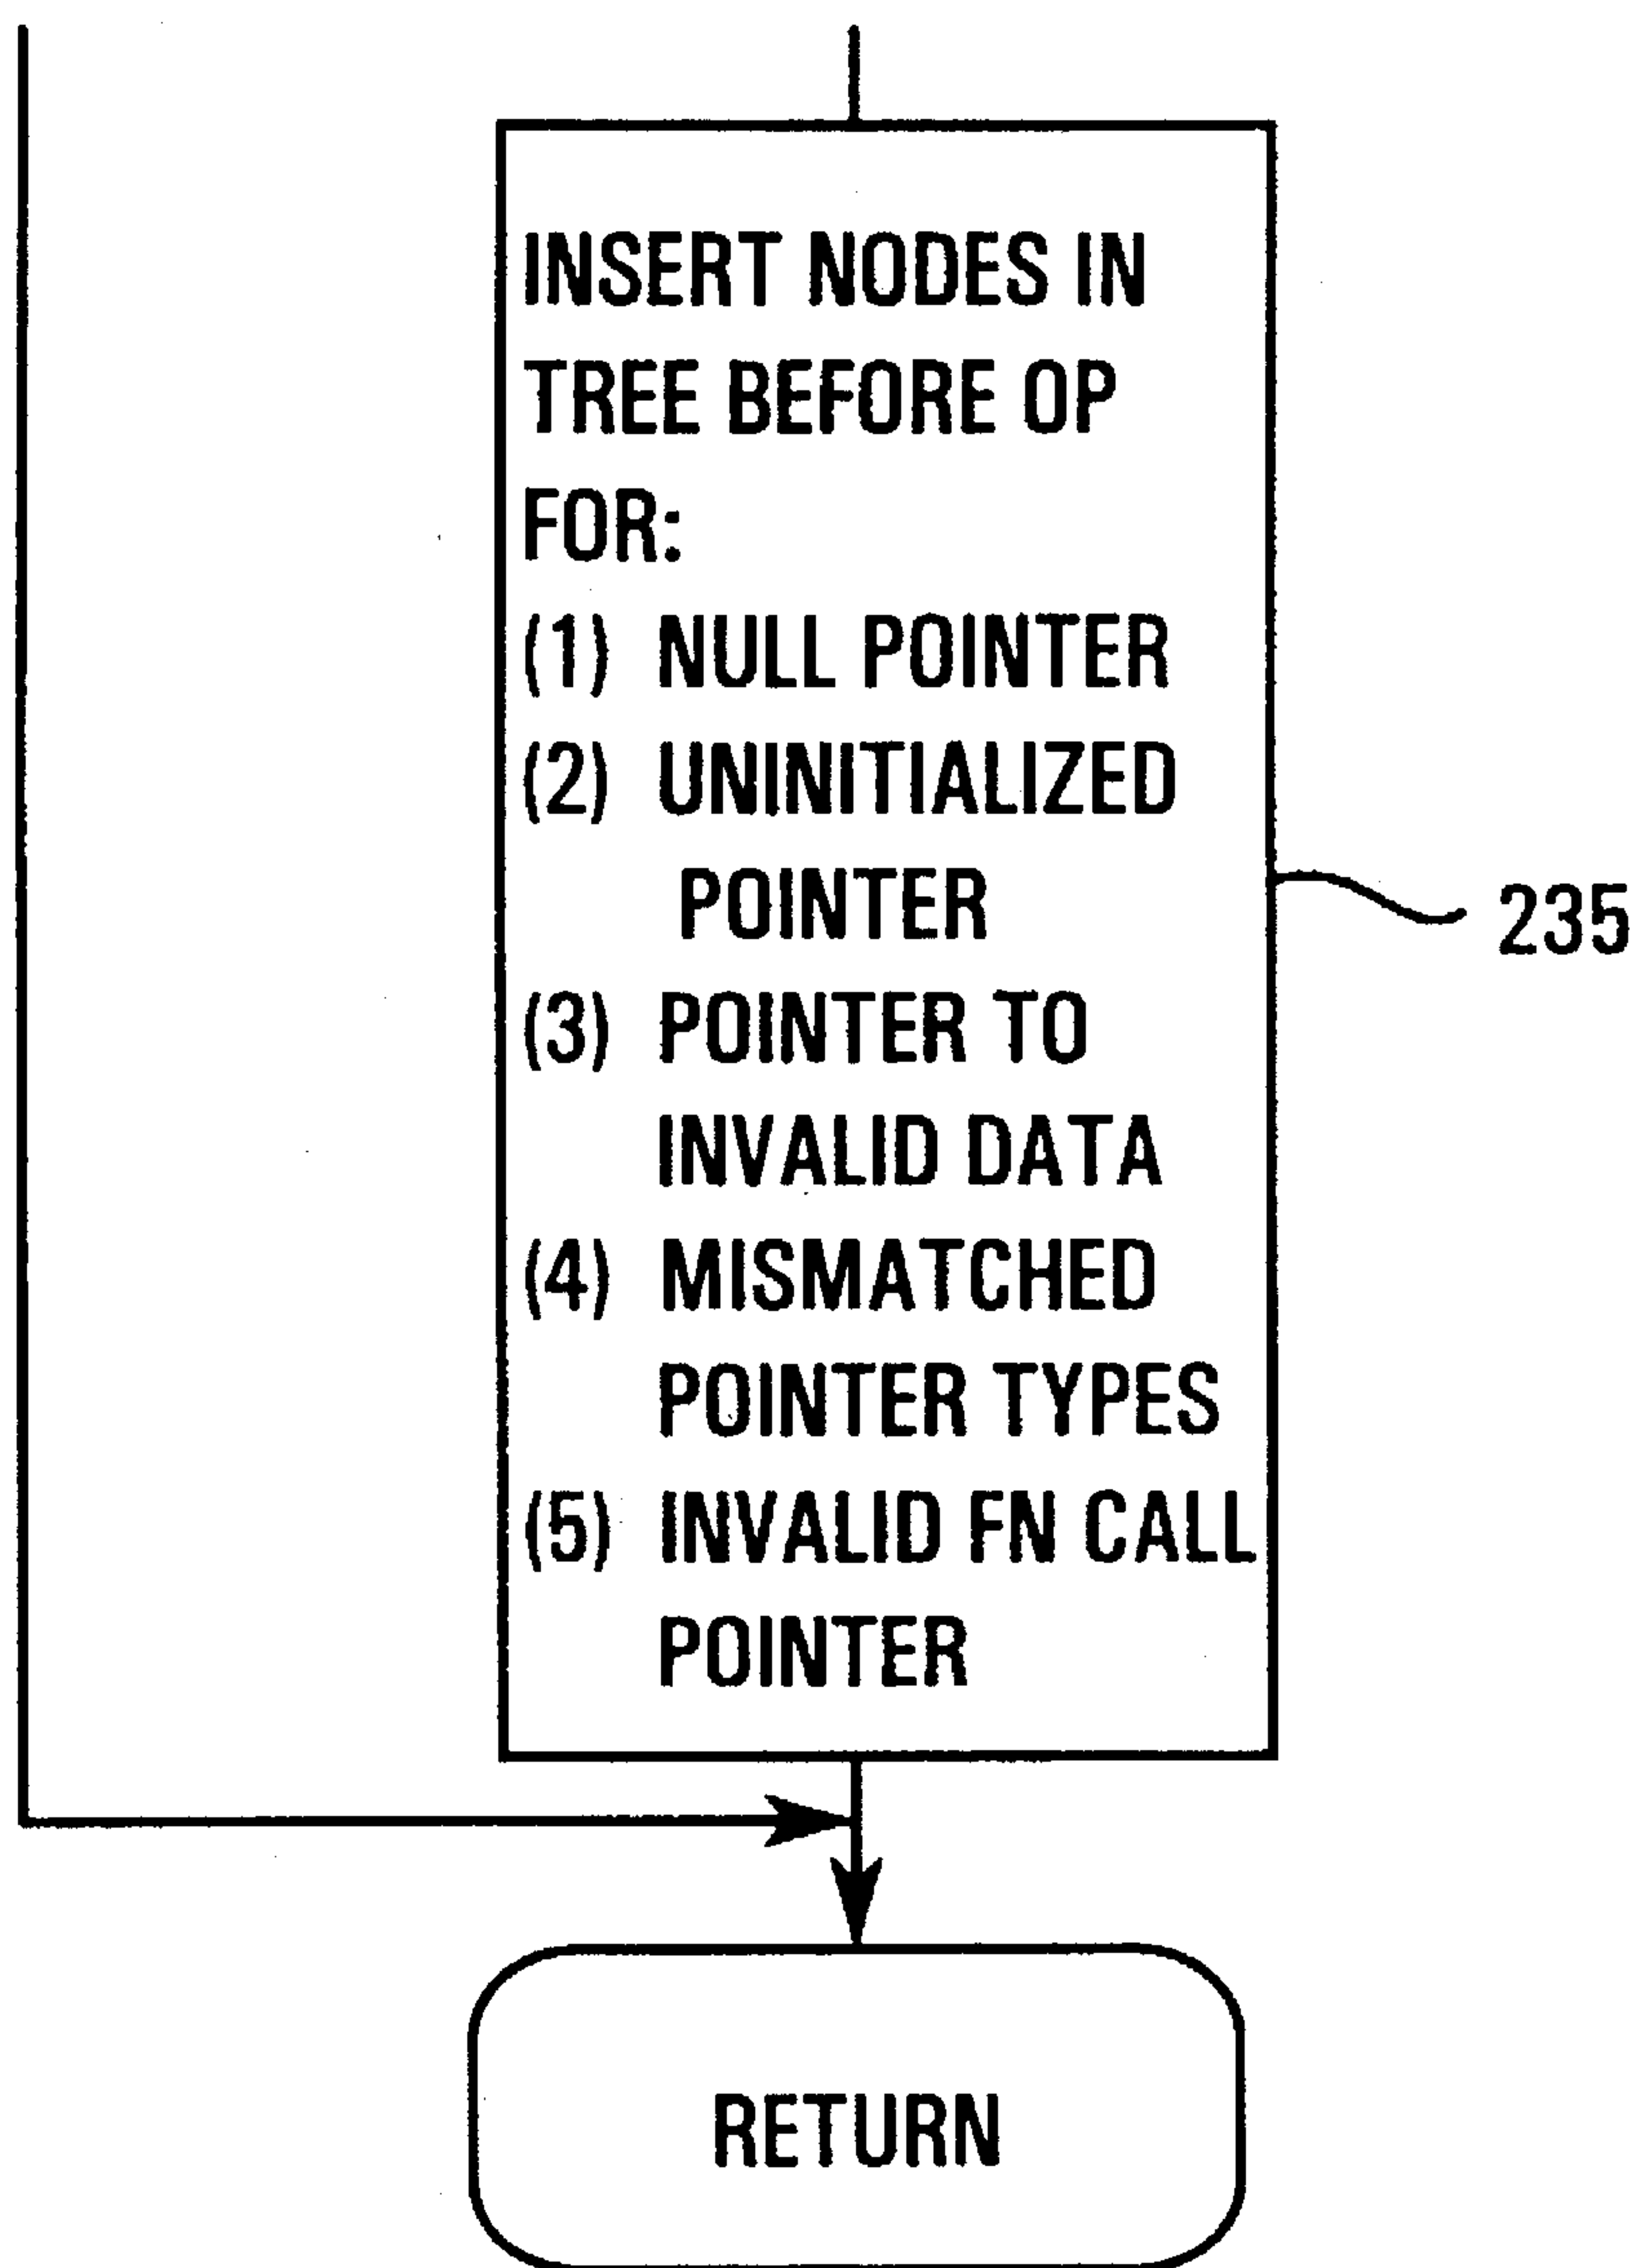 INSERT NODES IN
TREE BEFORE OP
FOR:
(1) NULL POINTER
(2) UNINITIALIZED
POINTER
(3) POINTER TO
INVALID DATA
(4) MISMATCHED
POINTER TYPES
(5) INVALID FN CALL
POINTER
235
RETURN